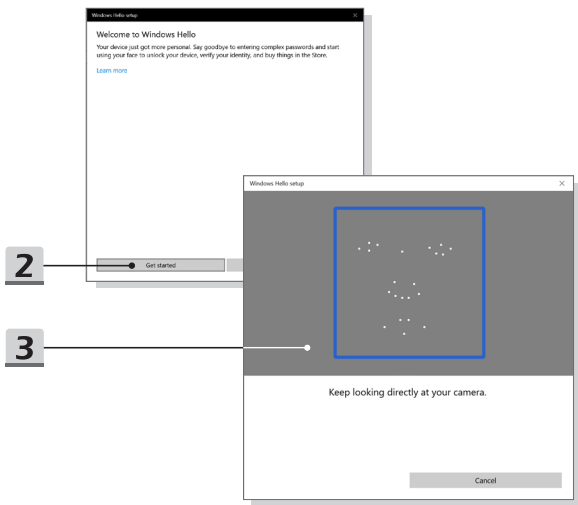 Windows Hello setup
Welcome to Windows Hello
Your device just got more personal. Say goodbye to entering complex passwords and start
using your face to unlock your device, verify your identity, and buy things in the Store.
Learn more
2
Get started
Windows Hello setup
3
Keep looking directly at your camera.
Cancel